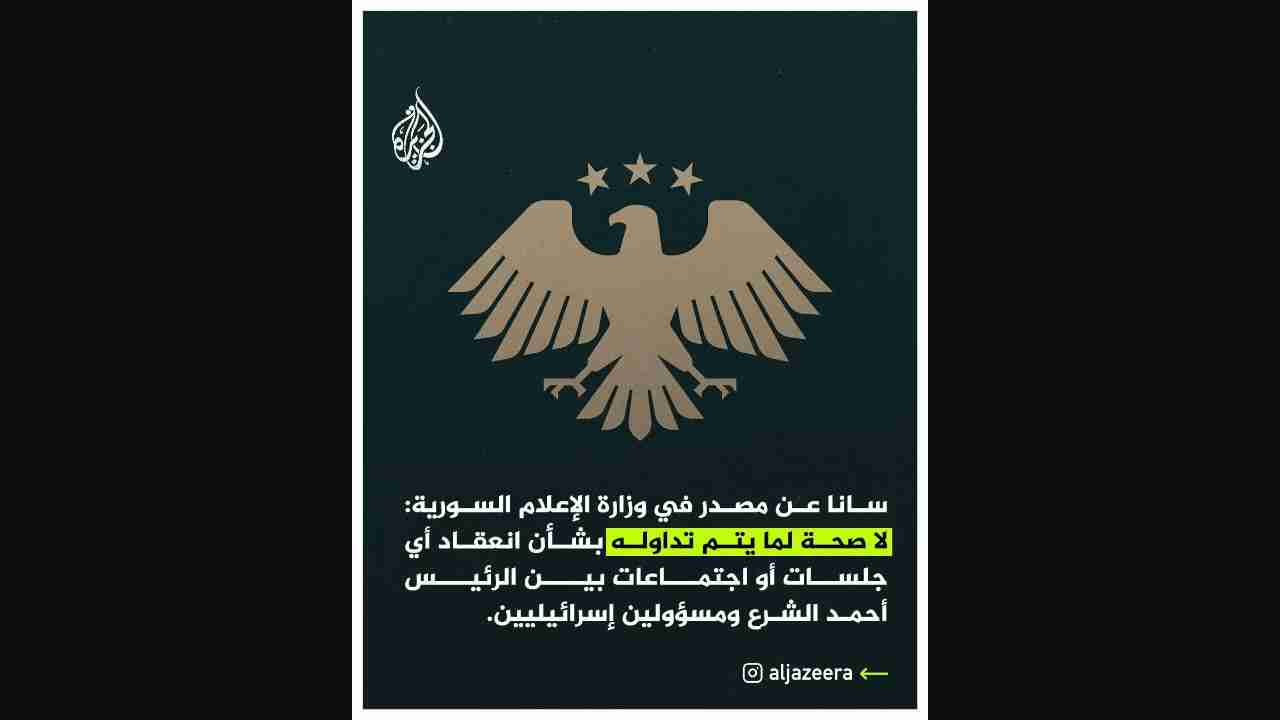 الجزيرة
سانا عن مصدر في وزارة الإعلام السورية:
لا صحة لما يتم تداوله بشأن انعقاد أي
جلسات أو اجتماعات بين الرئيس
أحمد الشرع ومسؤولين إسرائيليين.
aljazeera